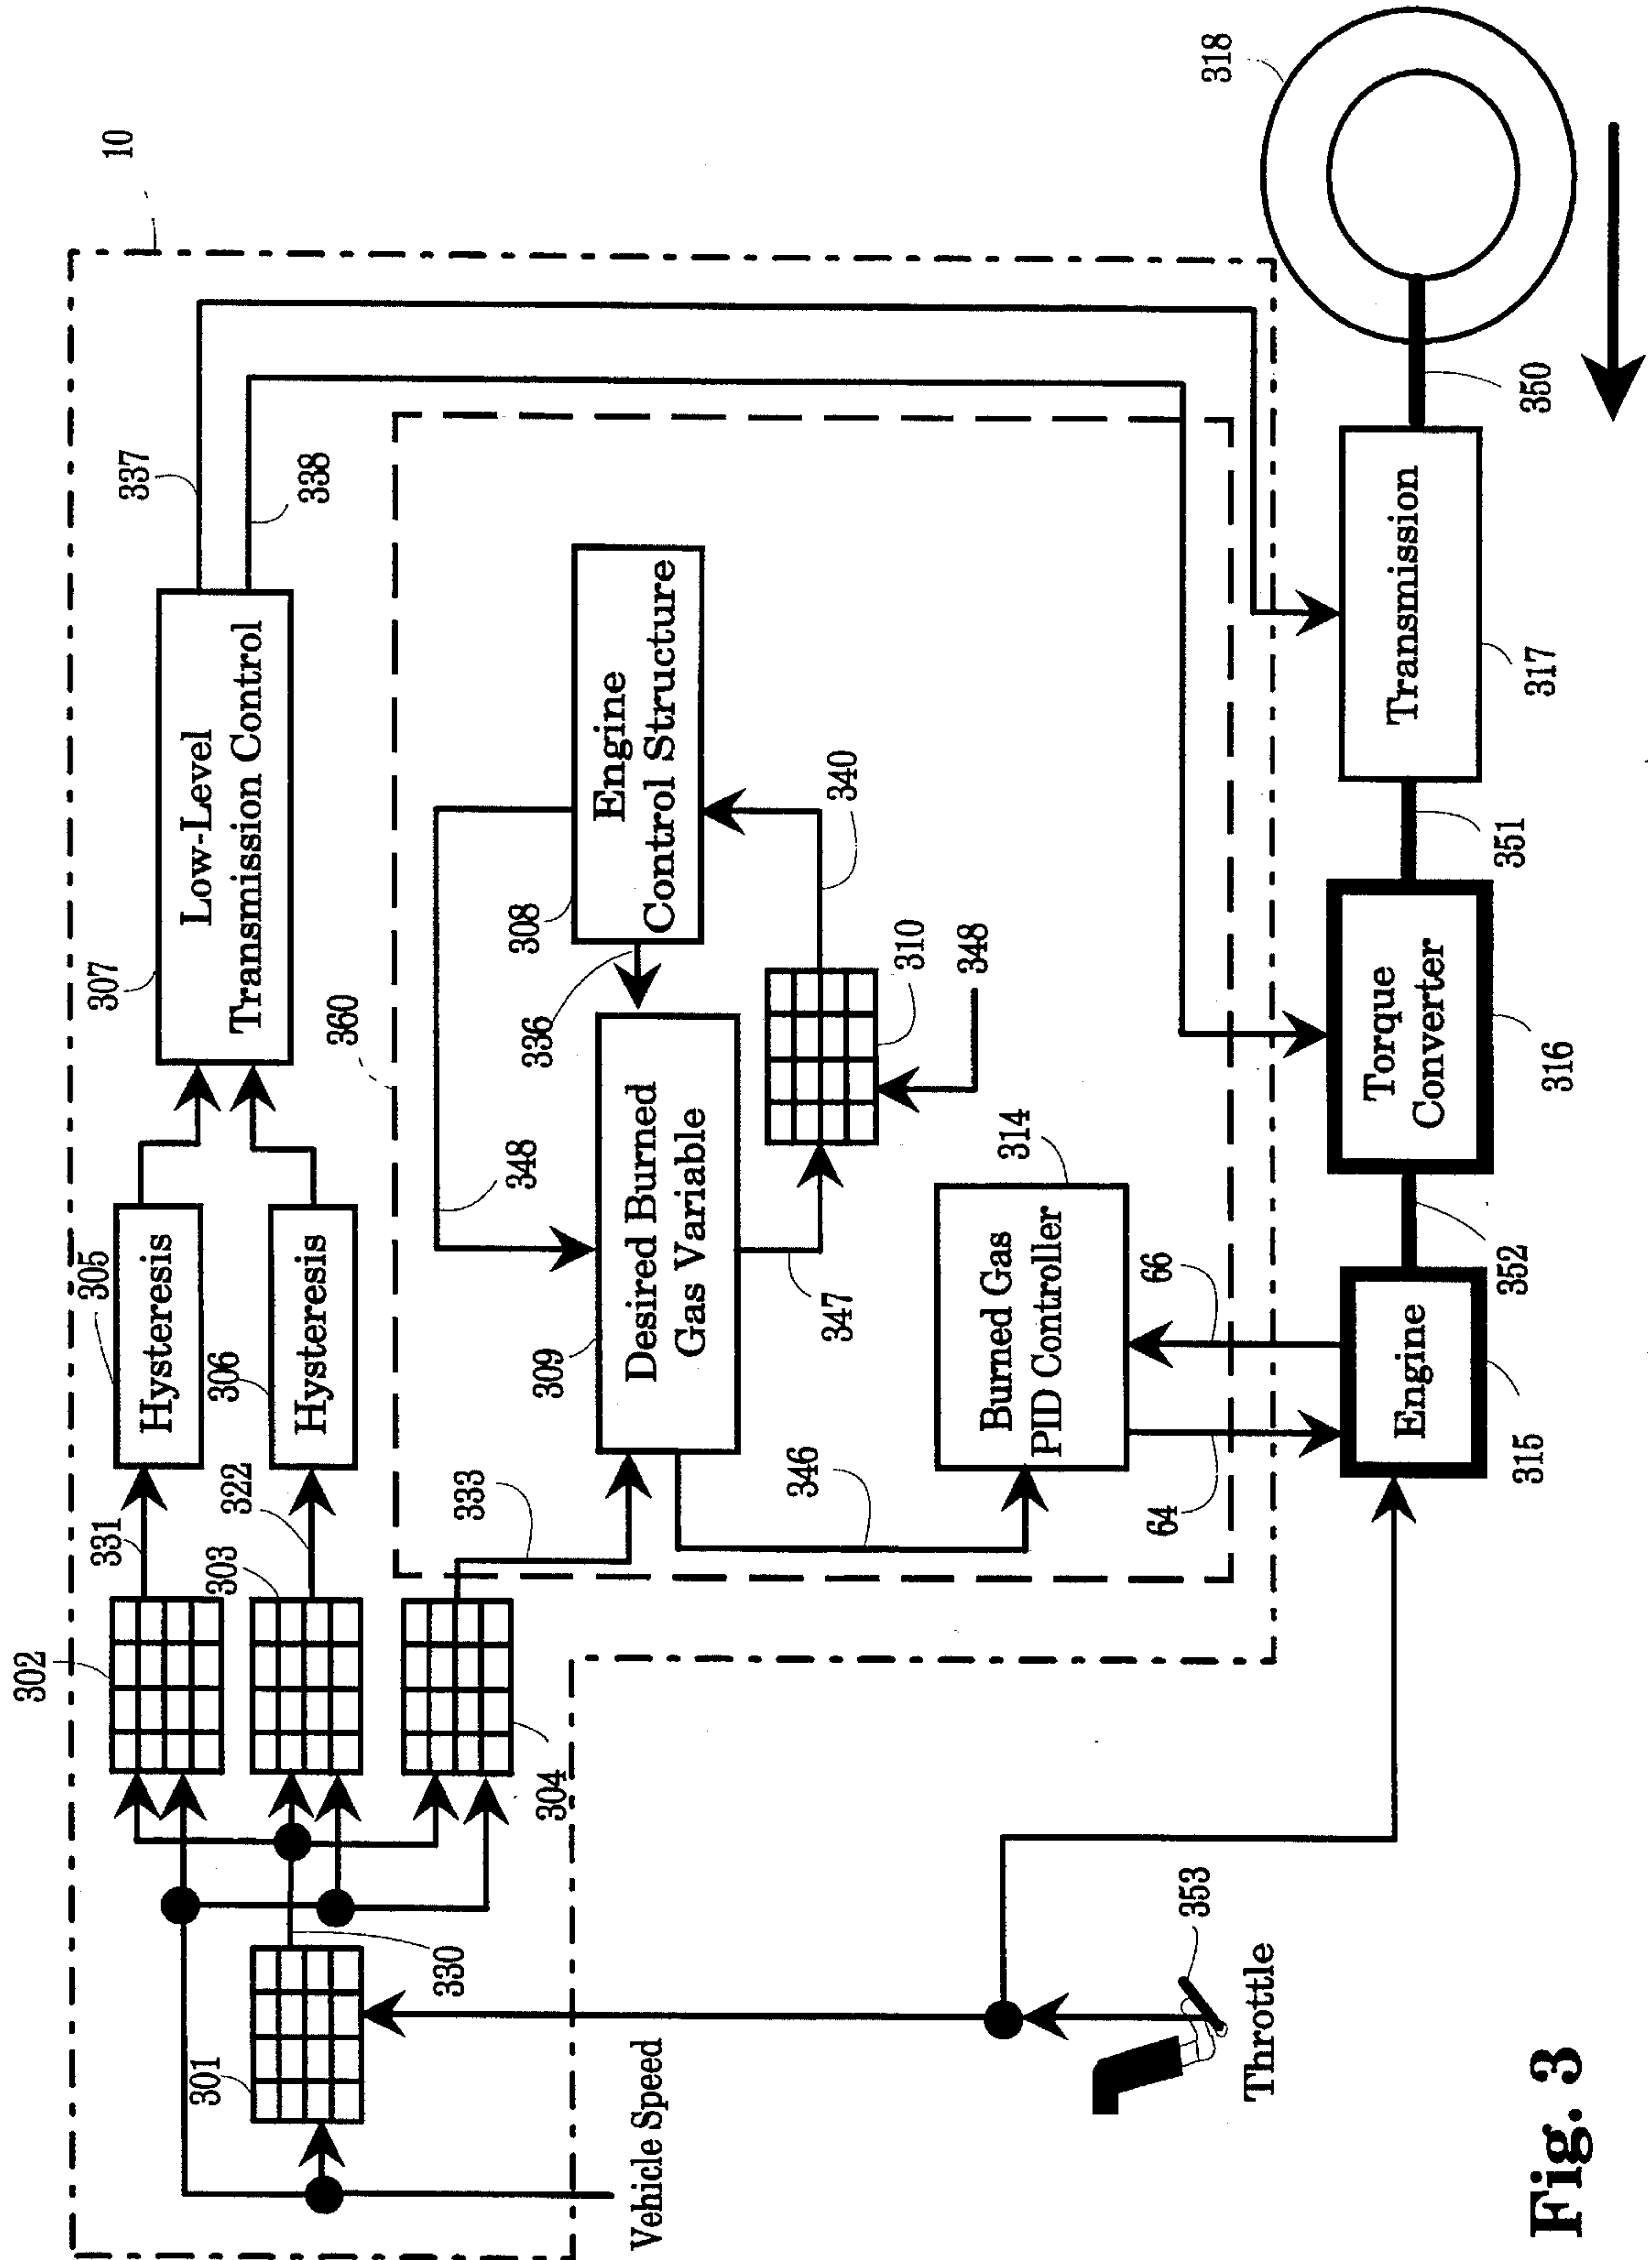 10
302
331
305
Hysteresis
307
Low-Level
Transmission Control
337
338
303
322
306
Hysteresis
301
330
304
333
360
348
309
Desired Burned
Gas Variable
336
308
Engine
Control Structure
347
310
340
348
346
314
Burned Gas
PID Controller
64
66
Vehicle Speed
Throttle
353
315
Engine
352
316
Torque
Converter
351
317
Transmission
350
318
Fig. 3